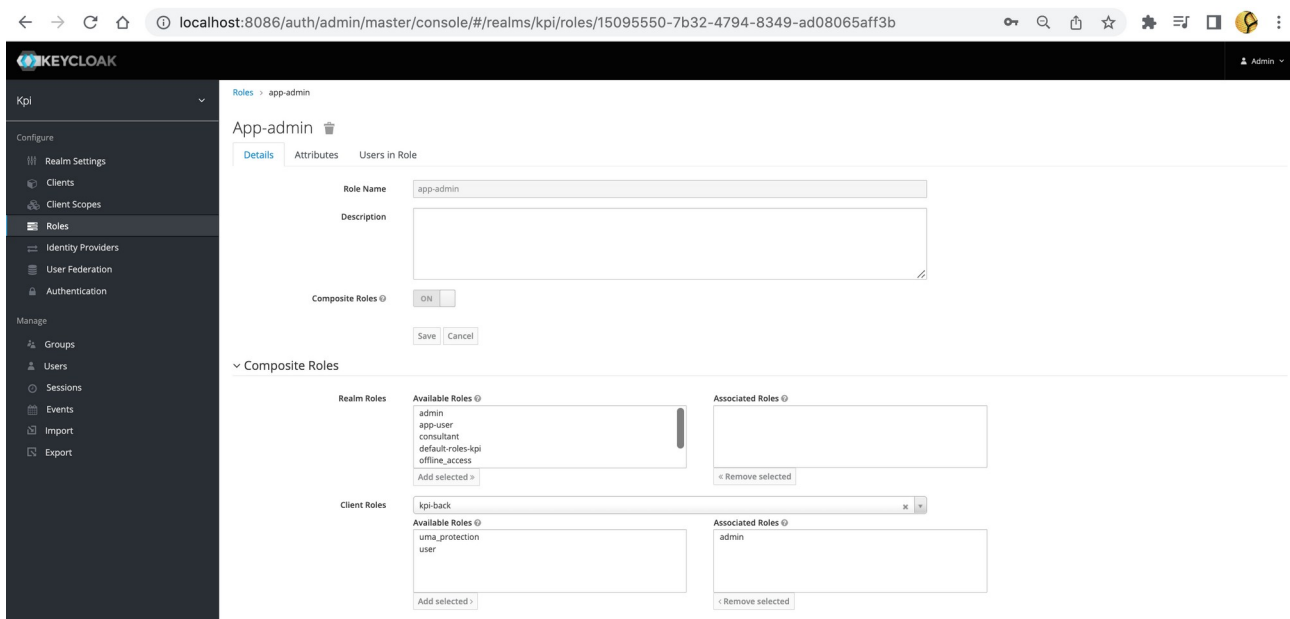 localhost:8086/auth/admin/master/console/#/realms/kpi/roles/15095550-7b32-4794-8349-ad08065aff3b
KEYCLOAK
Admin
Kpi
Configure
Realm Settings
Clients
Client Scopes
Roles
Identity Providers
User Federation
Authentication
Manage
Groups
Users
Sessions
Events
Import
Export
Roles > app-admin
App-admin
Details Attributes Users in Role
Role Name app-admin
Description
Composite Roles ON
Save Cancel
Composite Roles
Realm Roles Available Roles Associated Roles
admin
app-user
consultant
default-roles-kpi
offline_access
Add selected » « Remove selected
Client Roles kpi-back
Available Roles Associated Roles
uma_protection admin
user
Add selected > < Remove selected